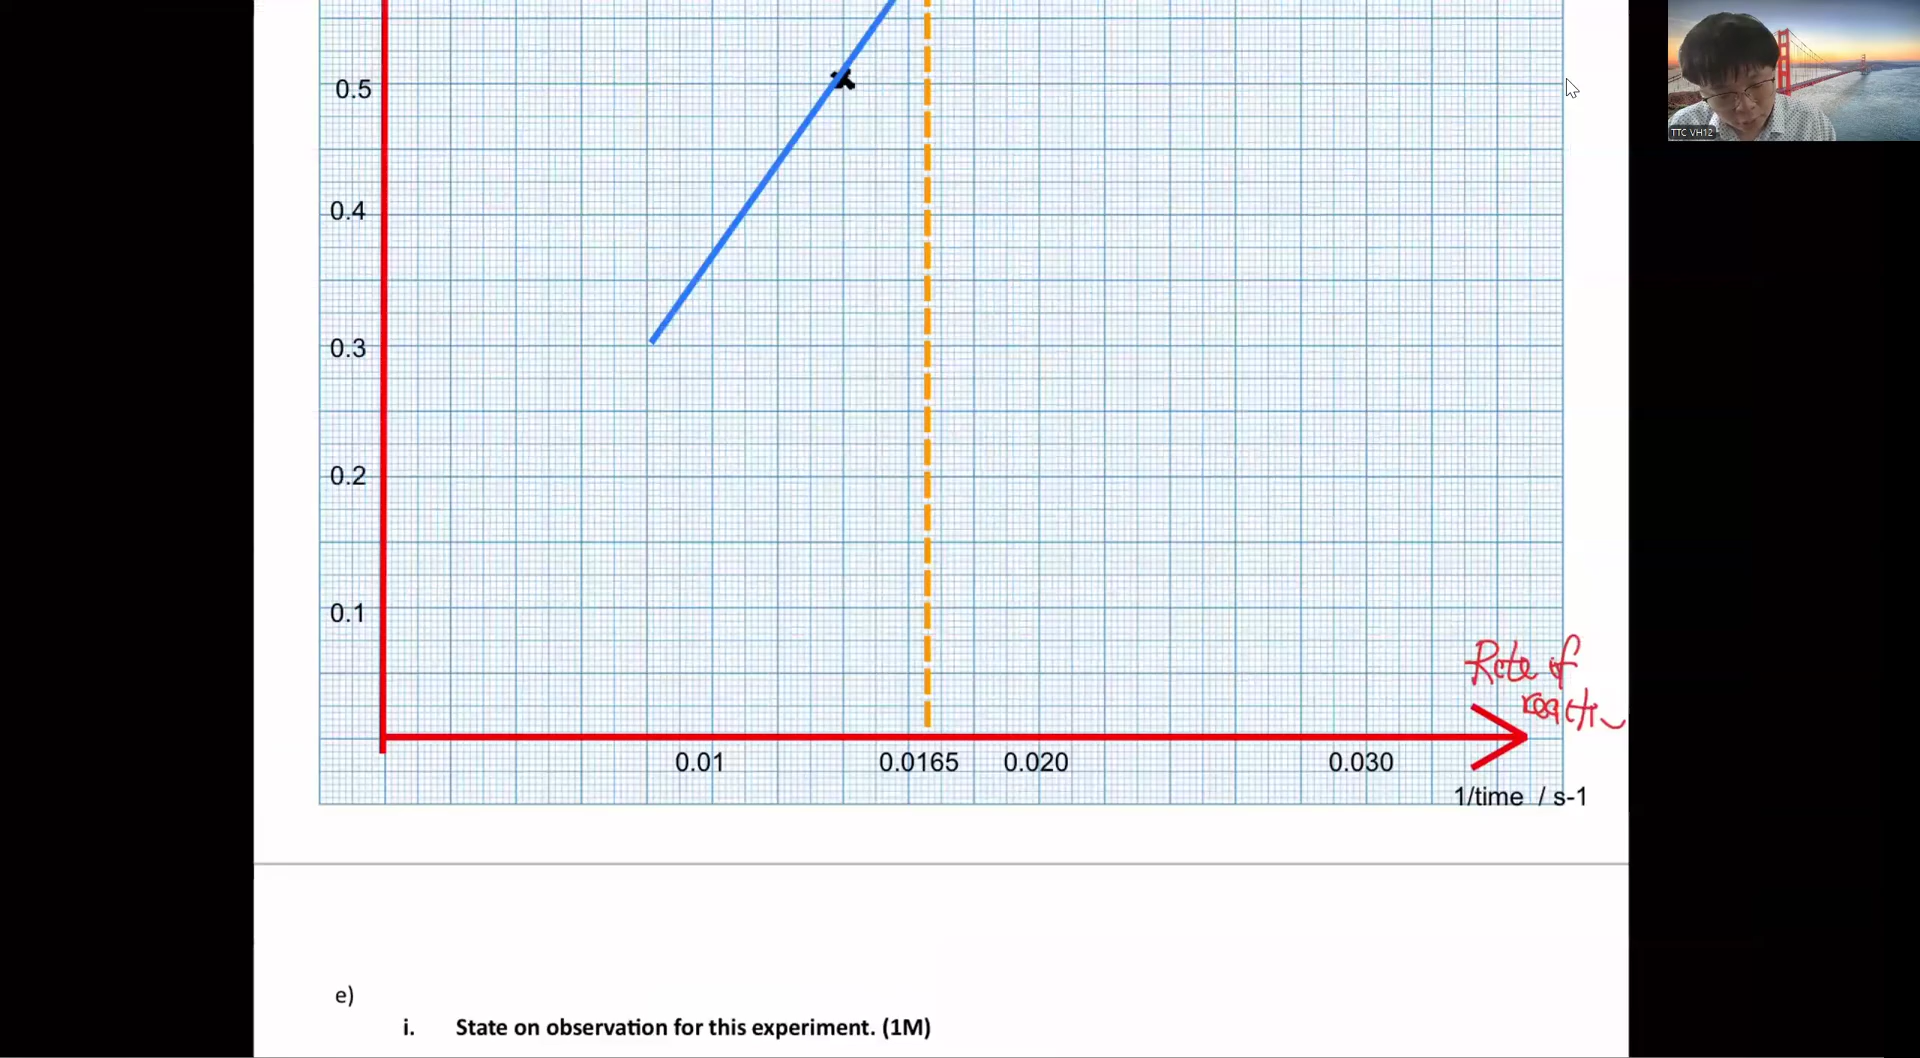 TTC VH12
0.5
0.4
0.3
0.2
0.1
Rate of
reaction
0.01 0.0165 0.020 0.030
1/time / s-1
e)
i. State on observation for this experiment. (1M)